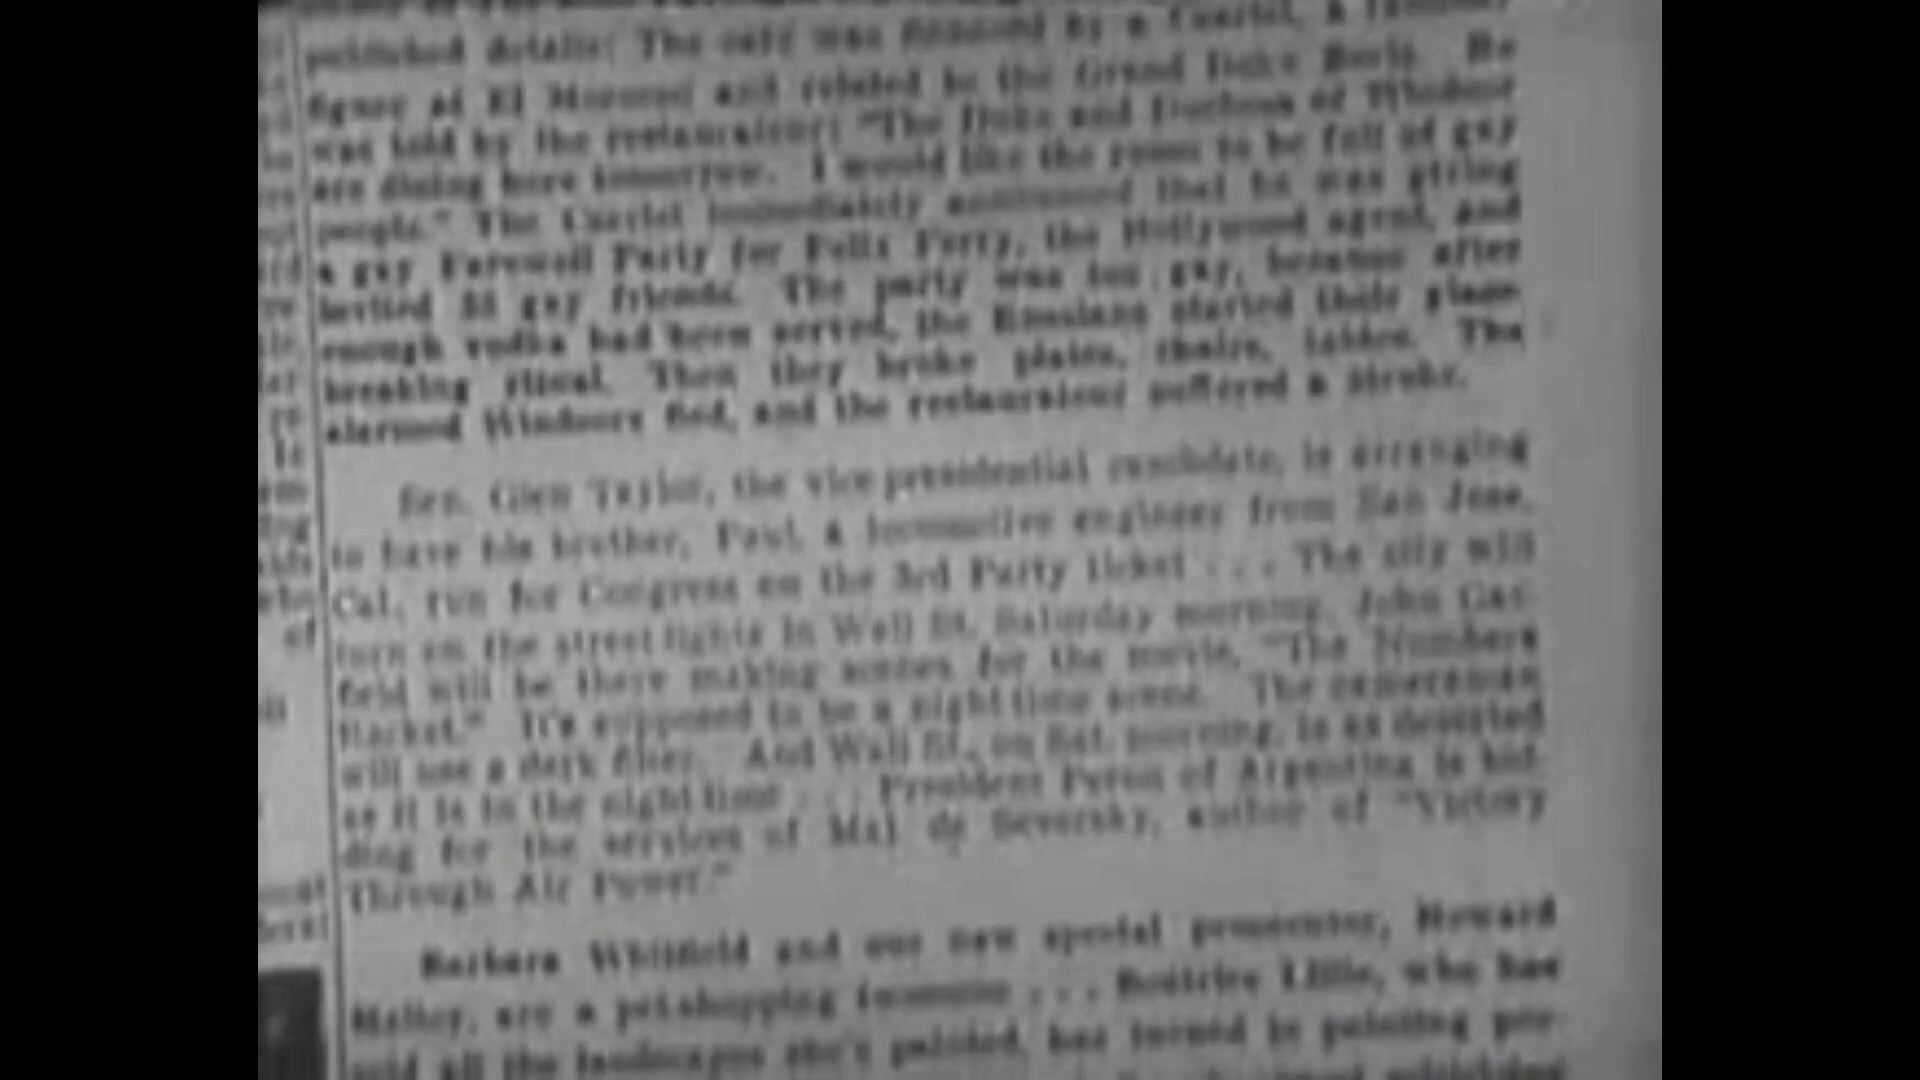 published details: The cafe was financed by a Cuartel, a
figure at El Morocco and related to the Grand Duke Boris. He
was told by the restaurateur: "The Duke and Duchess of Windsor
are dining here tomorrow. I would like the room to be full of gay
people." The immediately announced that he was giving
a gay Farewell Party for Felix Ferry, the Hollywood agent, and
invited gay friends. The party was too gay, because after
enough vodka had been served, the Russians started their glass-
breaking ritual. Then they broke plates, chairs, tables. The
alarmed Windsors fled, and the restaurateur suffered a stroke.
Sen. Glen Taylor, the vice-presidential candidate, is arranging
to have his brother, Paul, a locomotive engineer from San Jose,
Cal., run for Congress on the 3rd Party ticket . . . The city will
turn on the street lights in Wall St. Saturday morning. John Gar-
field will be there making scenes for the movie, "The Numbers
Racket." It's supposed to be a night time scene. The cameraman
will use a dark filter. And Wall St., on Sat. morning, is as deserted
as it is in the night time . . . President Peron of Argentina is bid-
ding for the services of Maj. de Seversky, author of "Victory
Through Air Power."
Barbara Whitfield and our new special prosecutor, Howard
Malloy, are a pet-shopping twosome . . . Beatrice Lillie, who has
sold all the landscapes she's painted, has turned to painting por-